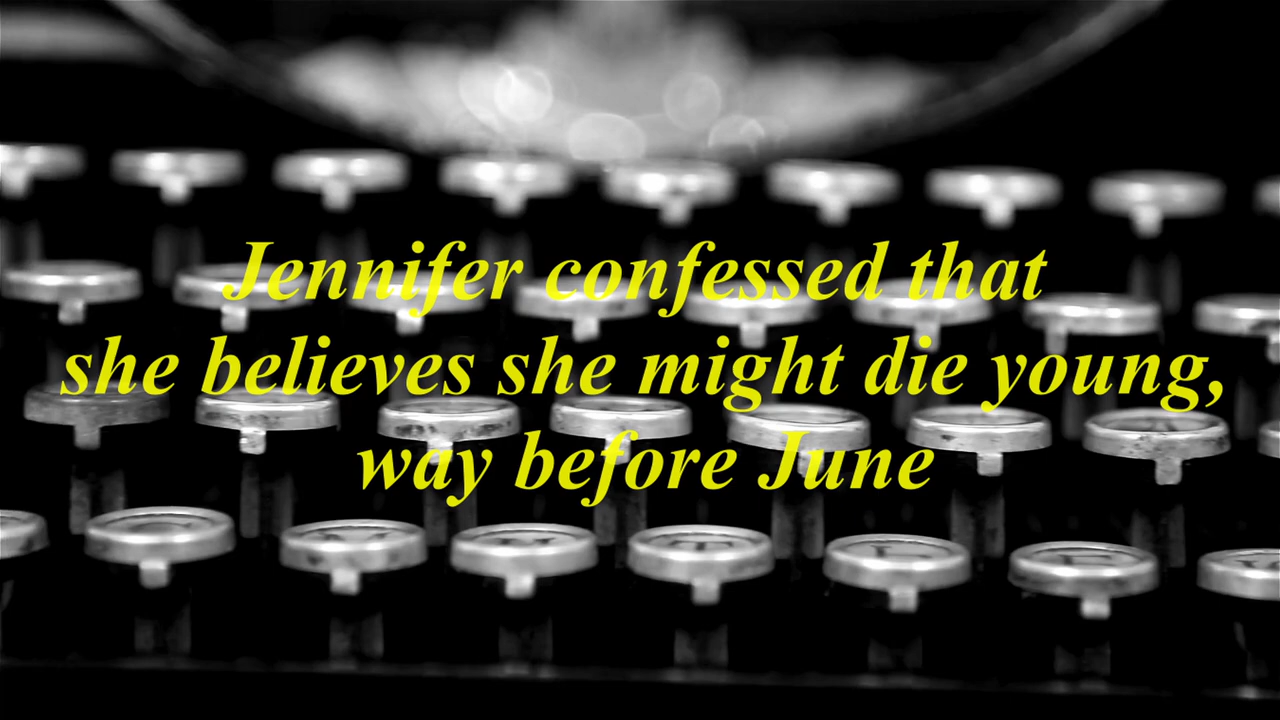 Jennifer confessed that
she believes she might die young,
way before June